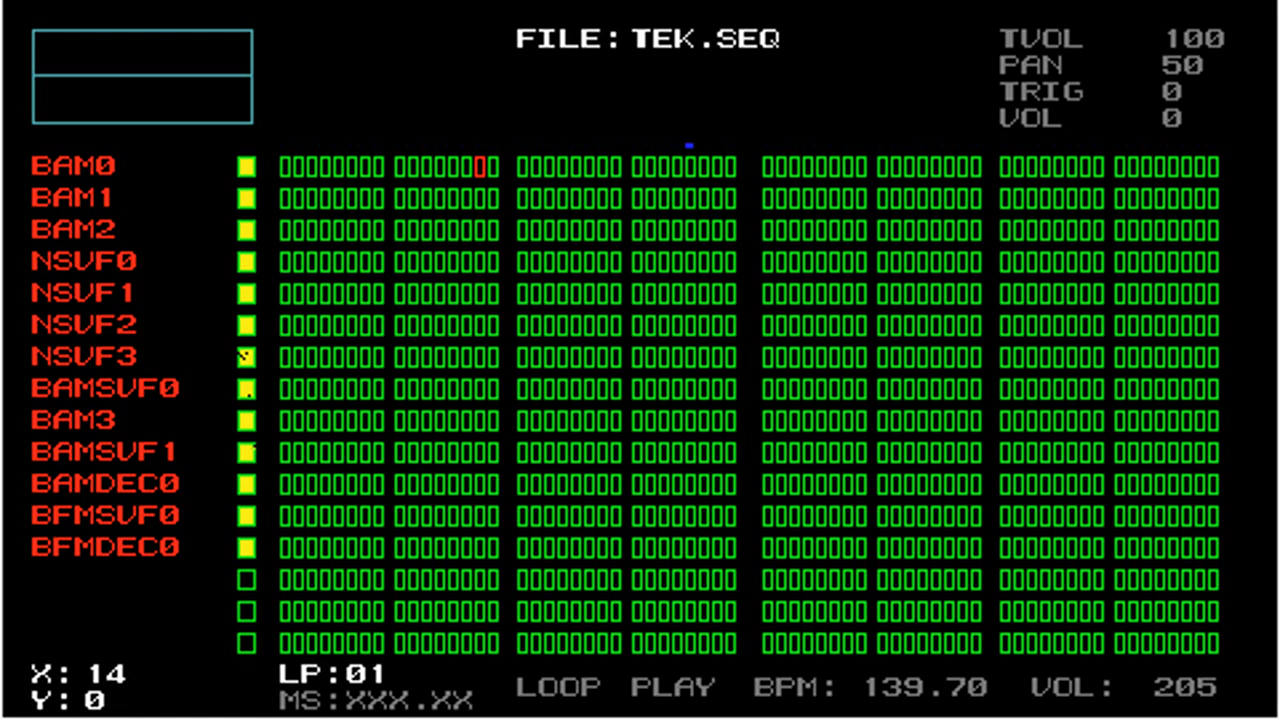 FILE: TEK.SEQ
TVOL 100
PAN 50
TRIG 0
VOL 0
BAM0
BAM1
BAM2
NSVF0
NSVF1
NSVF2
NSVF3
BAMSVF0
BAM3
BAMSVF1
BAMDEC0
BFMSVF0
BFMDEC0
X: 14
Y: 0
LP:01
MS:XXX.XX
LOOP PLAY BPM: 139.70 VOL: 205